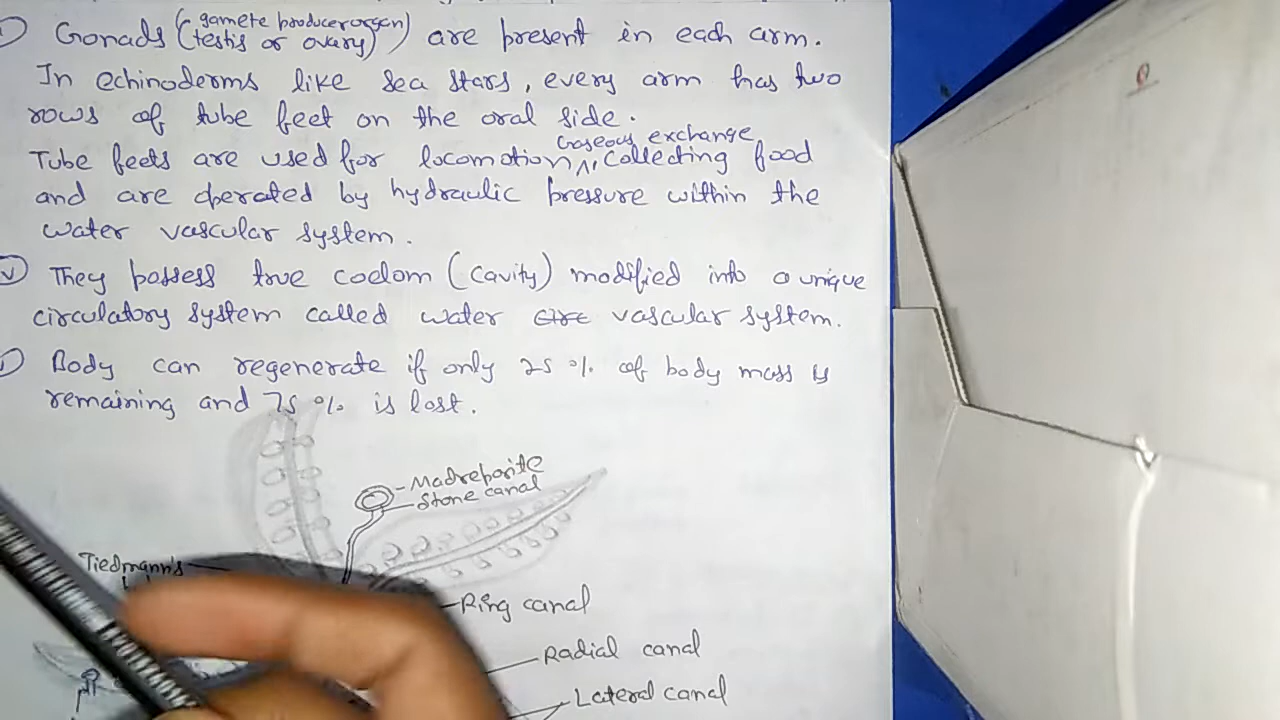 Gonads (gamete producer organ
testis or ovary) are present in each arm.
In echinoderms like sea stars, every arm has two
rows of tube feet on the oral side.
Gaseous exchange
Tube feets are used for locomotion, ^, collecting food
and are operated by hydraulic pressure within the
water vascular system.
v They possess true coelom (cavity) modified into a unique
circulatory system called water vascular system.
Body can regenerate if only 25 % of body mass is
remaining and 75 % is lost.
Madreporite
Stone canal
Tiedmann's
Ring canal
Radial canal
Lateral canal